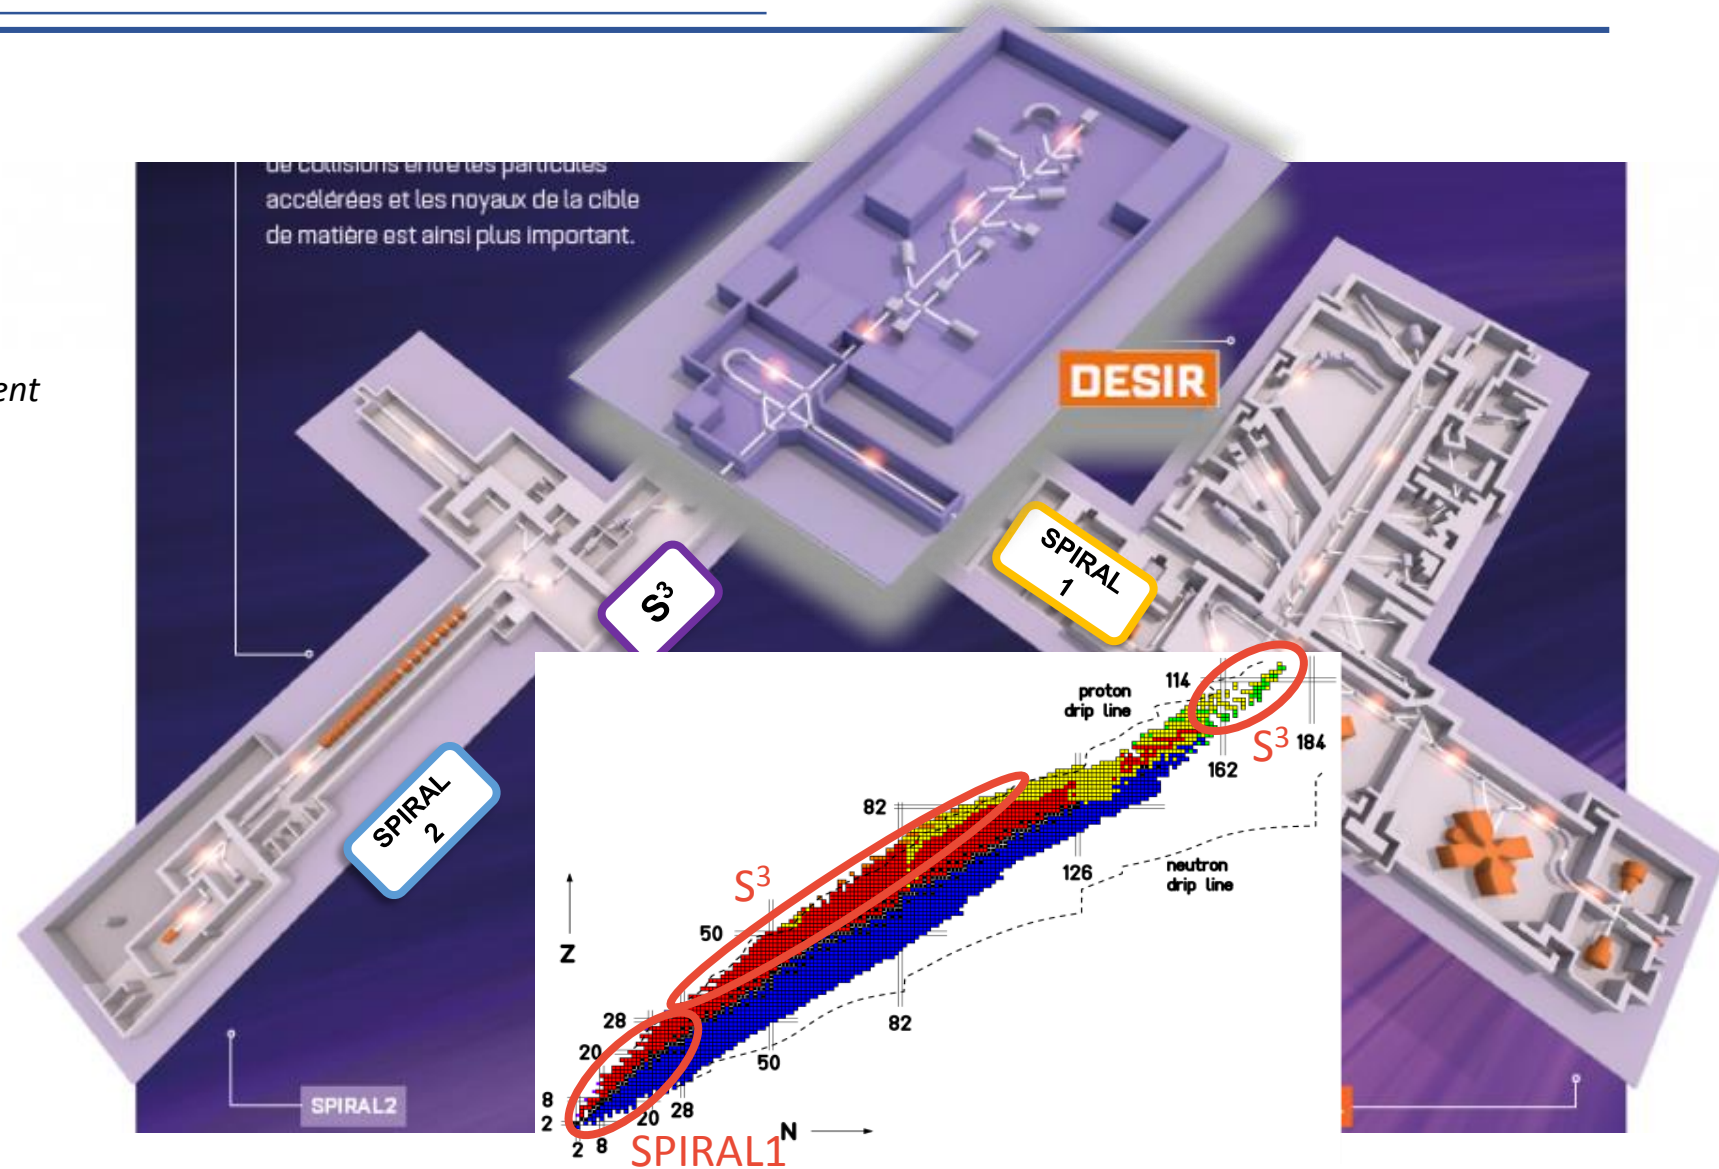 de collisions entre les particules
accélérées et les noyaux de la cible
de matière est ainsi plus important.
ent
DESIR
SPIRAL
1
S³
SPIRAL
2
114
proton
drip line
S³
184
162
82
126
neutron
drip line
S³
50
Z
28
82
20
50
8
28
20
2
N
2
8
SPIRAL1
SPIRAL2